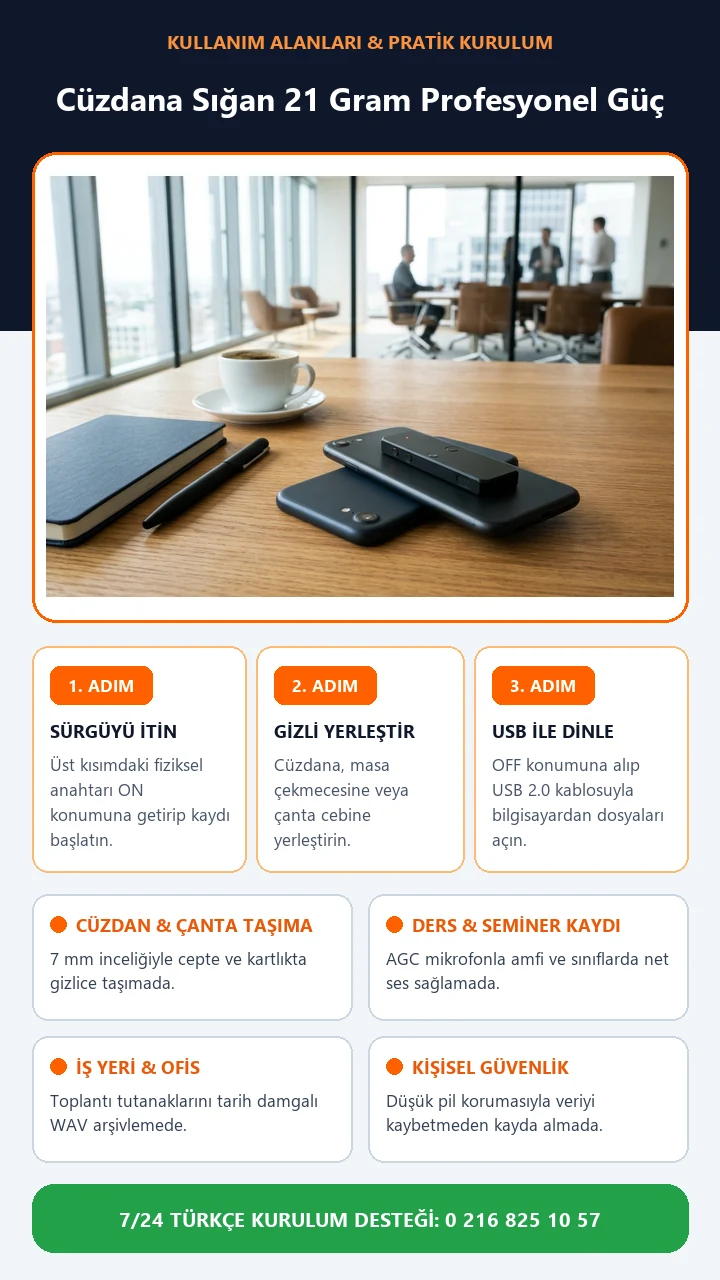 KULLANIM ALANLARI & PRATİK KURULUM
Cüzdana Sığan 21 Gram Profesyonel Güç
1. ADIM
SÜRGÜYÜ İTİN
Üst kısımdaki fiziksel
anahtarı ON
konumuna getirip kaydı
başlatın.
2. ADIM
GİZLİ YERLEŞTİR
Cüzdana, masa
çekmecesine veya
çanta cebine
yerleştirin.
3. ADIM
USB İLE DİNLE
OFF konumuna alıp
USB 2.0 kablosuyla
bilgisayardan dosyaları
açın.
CÜZDAN & ÇANTA TAŞIMA
7 mm inceliğiyle cepte ve kartlıkta
gizlice taşımada.
DERS & SEMİNER KAYDI
AGC mikrofonla amfi ve sınıflarda net
ses sağlamada.
İŞ YERİ & OFİS
Toplantı tutanaklarını tarih damgalı
WAV arşivlemede.
KİŞİSEL GÜVENLİK
Düşük pil korumasıyla veriyi
kaybetmeden kayda almada.
7/24 TÜRKÇE KURULUM DESTEĞİ: 0 216 825 10 57